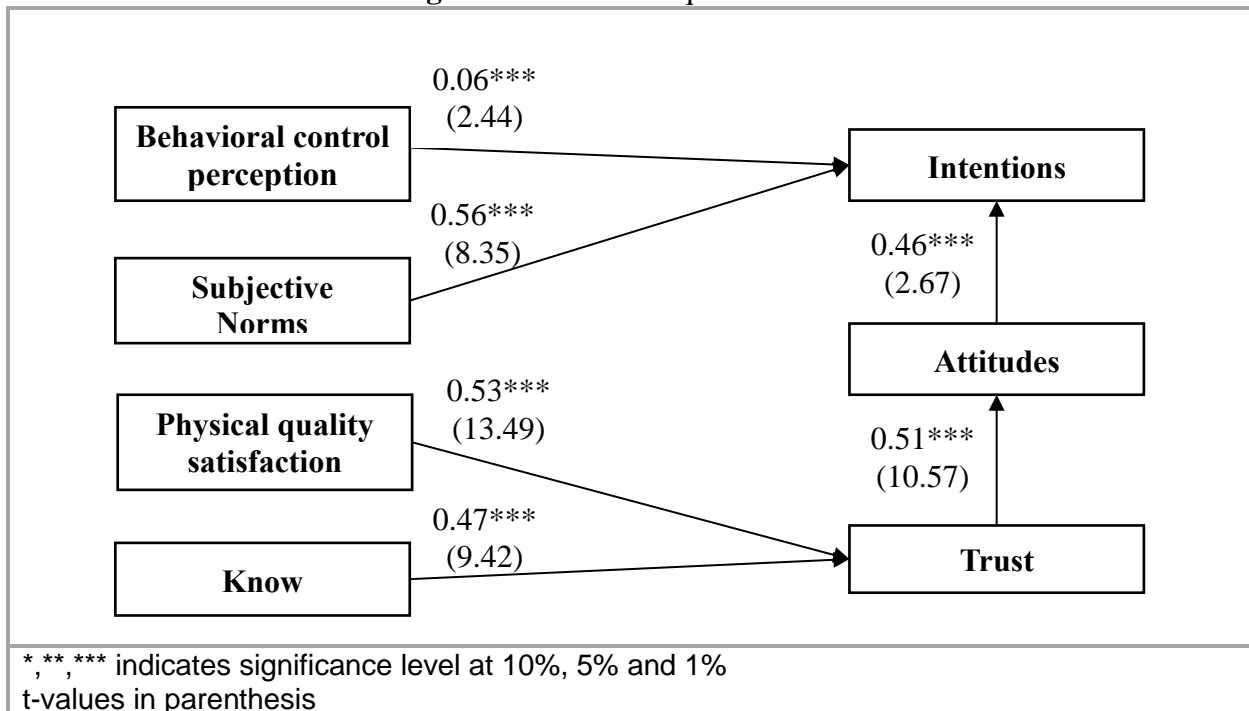 0.06***
(2.44)
Behavioral control
perception
Intentions
0.56***
(8.35)
0.46***
(2.67)
Subjective
Norms
Attitudes
0.53***
(13.49)
Physical quality
satisfaction
0.51***
(10.57)
0.47***
(9.42)
Know
Trust
*,**,*** indicates significance level at 10%, 5% and 1%
t-values in parenthesis